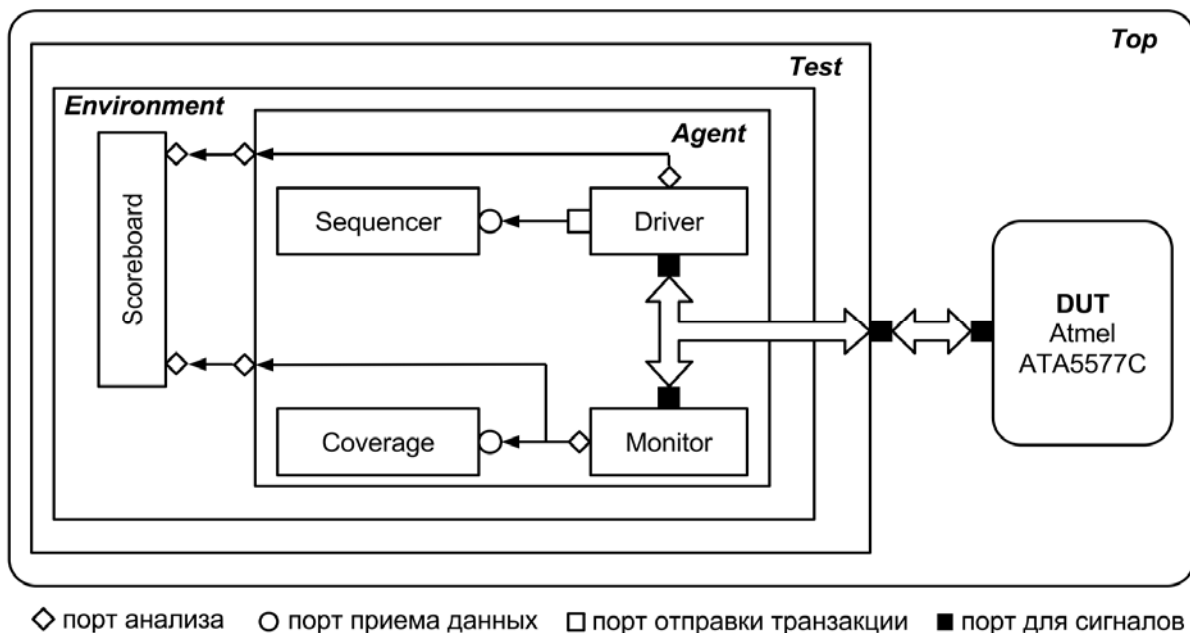 Top
Test
Environment
Agent
Scoreboard
Sequencer
Driver
DUT
Atmel
ATA5577C
Coverage
Monitor
порт анализа порт приема данных порт отправки транзакции порт для сигналов